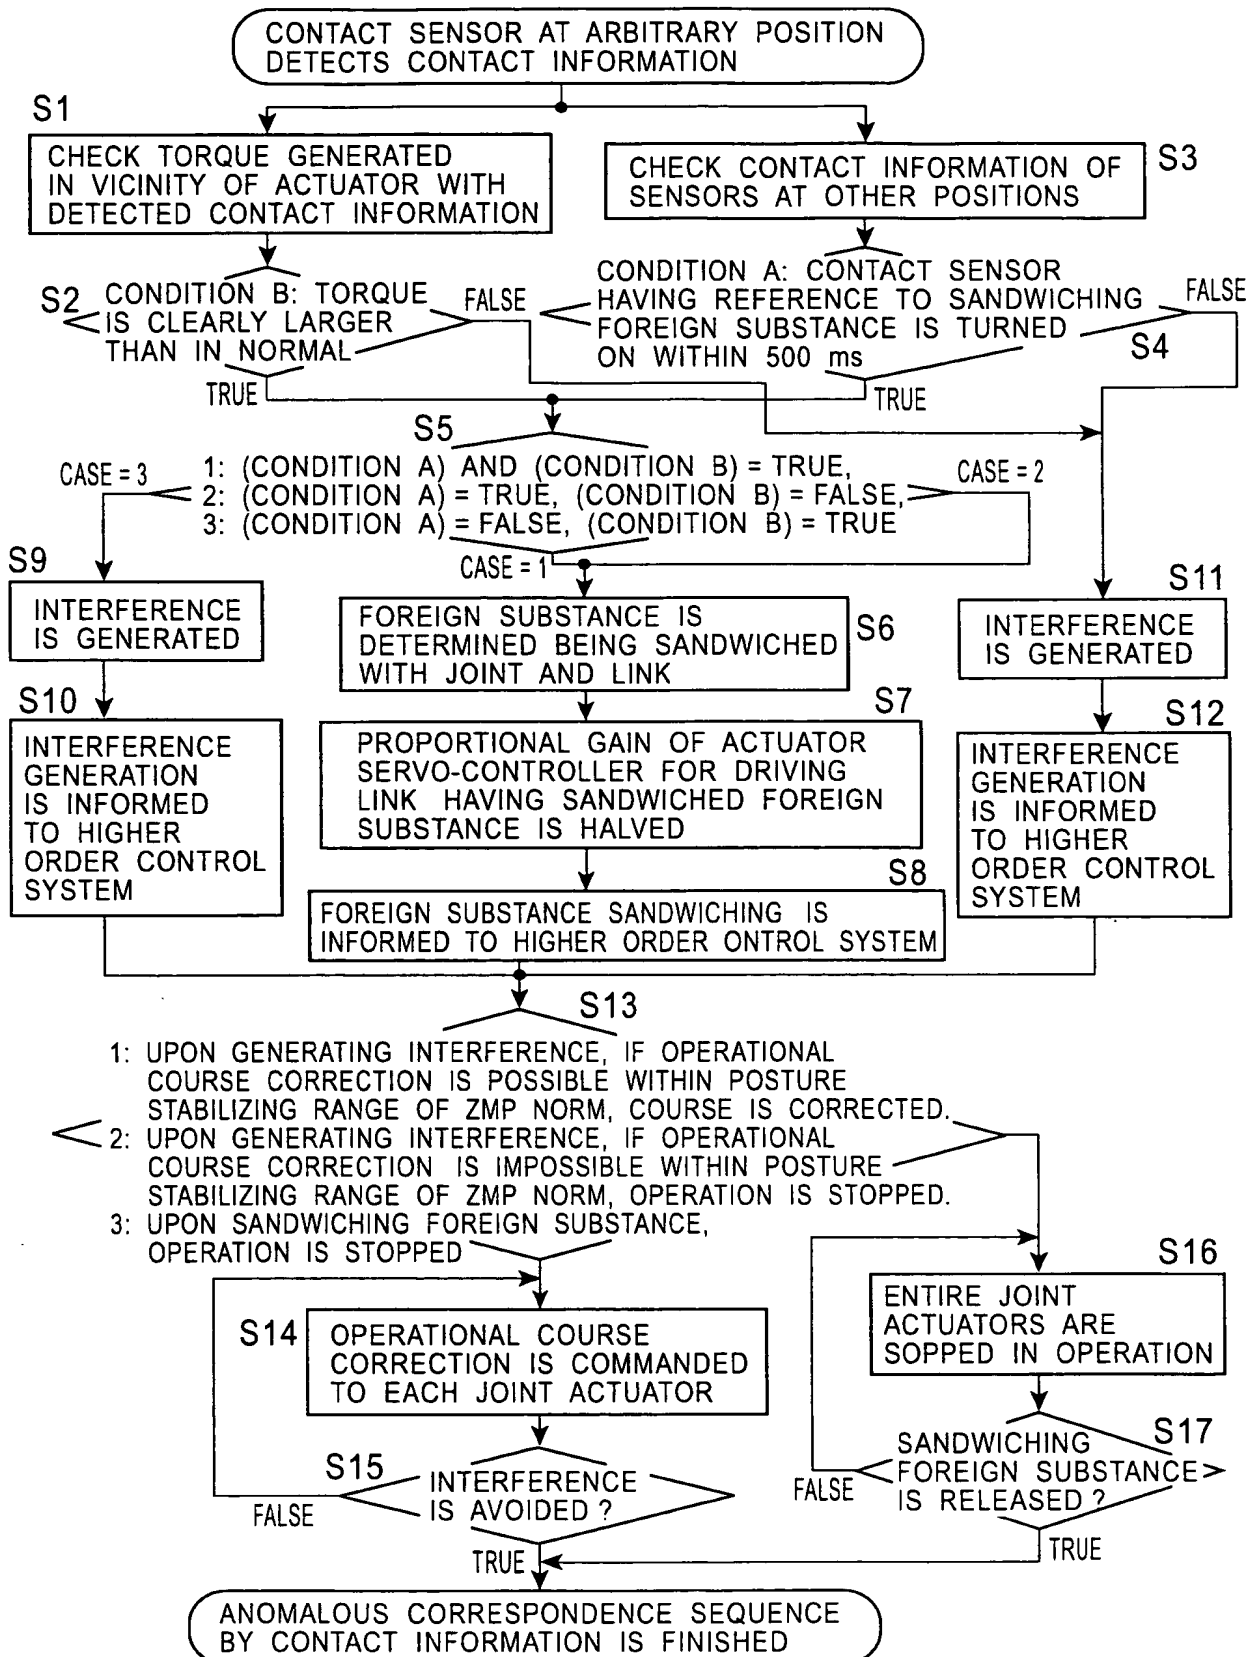 CONTACT SENSOR AT ARBITRARY POSITION
DETECTS CONTACT INFORMATION
S1
CHECK TORQUE GENERATED
IN VICINITY OF ACTUATOR WITH
DETECTED CONTACT INFORMATION
S3
CHECK CONTACT INFORMATION OF
SENSORS AT OTHER POSITIONS
S2
CONDITION B: TORQUE
IS CLEARLY LARGER
THAN IN NORMAL
FALSE
TRUE
CONDITION A: CONTACT SENSOR
HAVING REFERENCE TO SANDWICHING
FOREIGN SUBSTANCE IS TURNED
ON WITHIN 500 ms
FALSE
S4
TRUE
S5
1: (CONDITION A) AND (CONDITION B) = TRUE,
2: (CONDITION A) = TRUE, (CONDITION B) = FALSE,
3: (CONDITION A) = FALSE, (CONDITION B) = TRUE
CASE = 3
CASE = 2
CASE = 1
S9
INTERFERENCE
IS GENERATED
S6
FOREIGN SUBSTANCE IS
DETERMINED BEING SANDWICHED
WITH JOINT AND LINK
S11
INTERFERENCE
IS GENERATED
S10
INTERFERENCE
GENERATION
IS INFORMED
TO HIGHER
ORDER CONTROL
SYSTEM
S7
PROPORTIONAL GAIN OF ACTUATOR
SERVO-CONTROLLER FOR DRIVING
LINK HAVING SANDWICHED FOREIGN
SUBSTANCE IS HALVED
S12
INTERFERENCE
GENERATION
IS INFORMED
TO HIGHER
ORDER CONTROL
SYSTEM
S8
FOREIGN SUBSTANCE SANDWICHING IS
INFORMED TO HIGHER ORDER ONTROL SYSTEM
S13
1: UPON GENERATING INTERFERENCE, IF OPERATIONAL
COURSE CORRECTION IS POSSIBLE WITHIN POSTURE
STABILIZING RANGE OF ZMP NORM, COURSE IS CORRECTED.
2: UPON GENERATING INTERFERENCE, IF OPERATIONAL
COURSE CORRECTION IS IMPOSSIBLE WITHIN POSTURE
STABILIZING RANGE OF ZMP NORM, OPERATION IS STOPPED.
3: UPON SANDWICHING FOREIGN SUBSTANCE,
OPERATION IS STOPPED
S14
OPERATIONAL COURSE
CORRECTION IS COMMANDED
TO EACH JOINT ACTUATOR
S16
ENTIRE JOINT
ACTUATORS ARE
SOPPED IN OPERATION
S15
INTERFERENCE
IS AVOIDED ?
FALSE
TRUE
S17
SANDWICHING
FOREIGN SUBSTANCE
IS RELEASED ?
FALSE
TRUE
ANOMALOUS CORRESPONDENCE SEQUENCE
BY CONTACT INFORMATION IS FINISHED